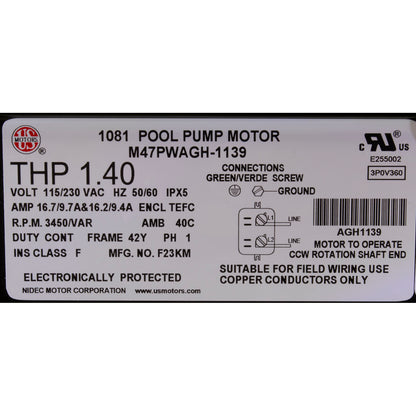 US
MOTORS
®
1081 POOL PUMP MOTOR
M47PWAGH-1139
c RU us ®
E255002
3P0V360
THP 1.40
CONNECTIONS
GREEN/VERDE SCREW
GROUND
VOLT 115/230 VAC HZ 50/60 IPX5
AMP 16.7/9.7A&16.2/9.4A ENCL TEFC
L1 LINE
R.P.M. 3450/VAR AMB 40C
DUTY CONT FRAME 42Y PH 1
L2 LINE
AGH1139
INS CLASS F MFG. NO. F23KM
MOTOR TO OPERATE
CCW ROTATION SHAFT END
ELECTRONICALLY PROTECTED
SUITABLE FOR FIELD WIRING USE
COPPER CONDUCTORS ONLY
NIDEC MOTOR CORPORATION www.usmotors.com